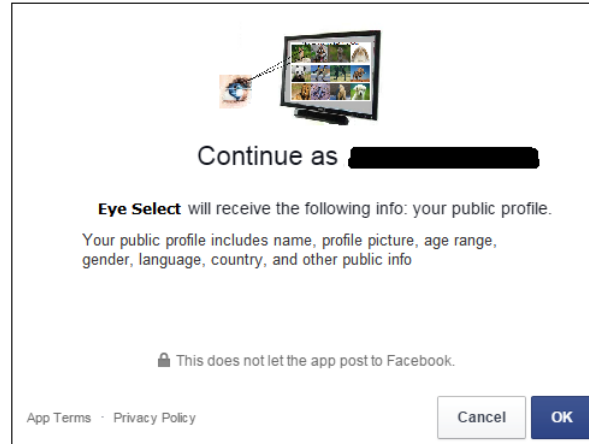 Continue as
Eye Select will receive the following info: your public profile.
Your public profile includes name, profile picture, age range,
gender, language, country, and other public info
This does not let the app post to Facebook.
App Terms · Privacy Policy
Cancel
OK